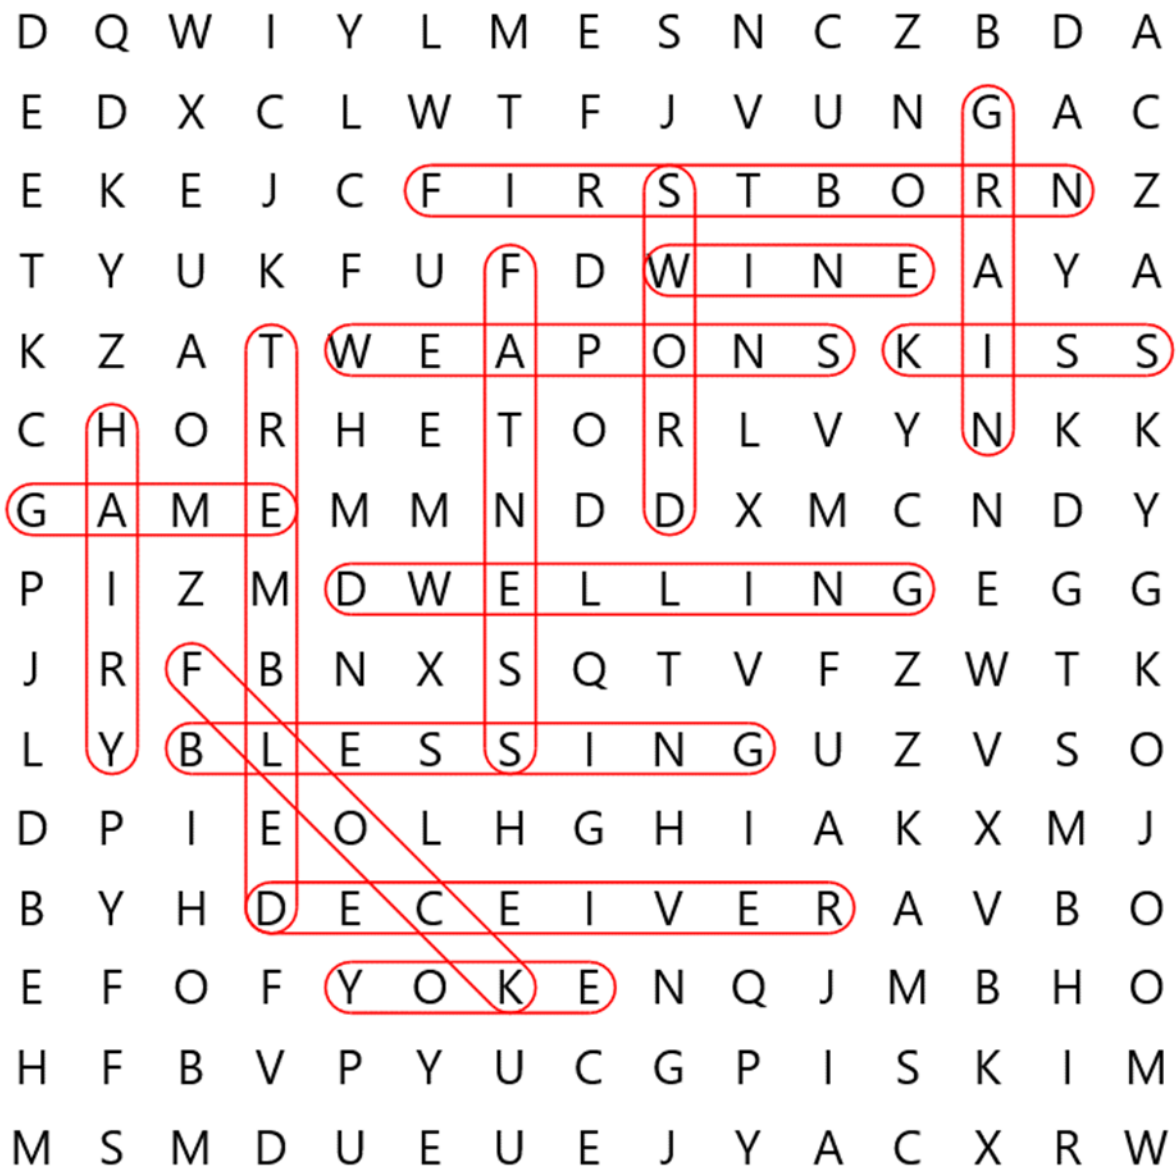 D Q W I Y L M E S N C Z B D A
E D X C L W T F J V U N G A C
E K E J C F I R S T B O R N Z
T Y U K F U F D W I N E A Y A
K Z A T W E A P O N S K I S S
C H O R H E T O R L V Y N K K
G A M E M M N D D X M C N D Y
P I Z M D W E L L I N G E G G
J R F B N X S Q T V F Z W T K
L Y B L E S S I N G U Z V S O
D P I E O L H G H I A K X M J
B Y H D E C E I V E R A V B O
E F O F Y O K E N Q J M B H O
H F B V P Y U C G P I S K I M
M S M D U E U E J Y A C X R W